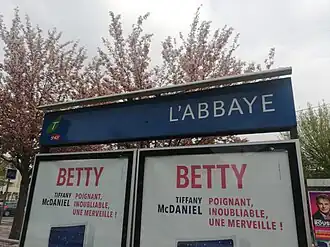 L'ABBAYE
BETTY
TIFFANY
McDANIEL
POIGNANT,
INOUBLIABLE,
UNE MERVEILLE !
BETTY
TIFFANY
McDANIEL
POIGNANT,
INOUBLIABLE,
UNE MERVEILLE !